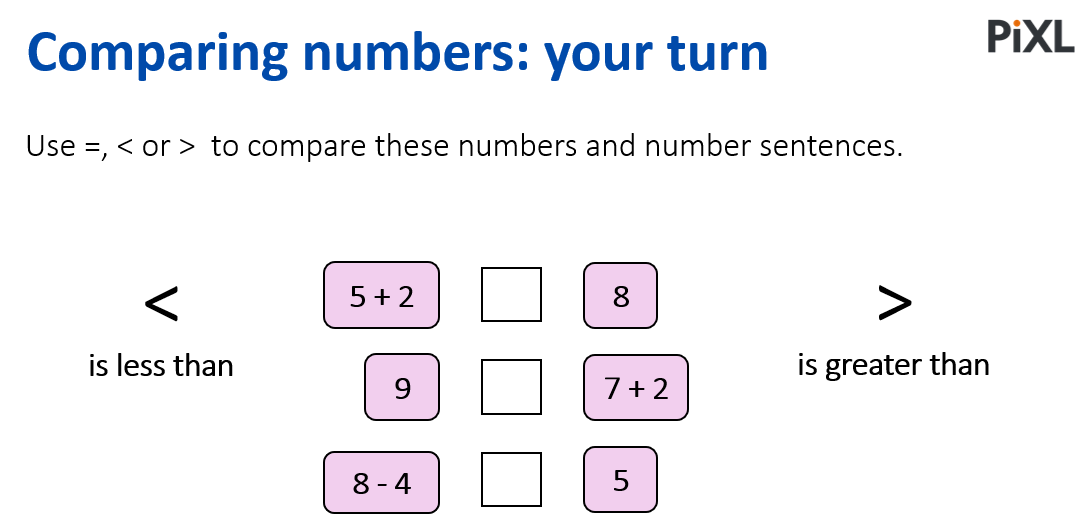 Comparing numbers: your turn
PiXL
Use =, < or > to compare these numbers and number sentences.
5 + 2 8
< >
is less than is greater than
9 7 + 2
8 - 4 5